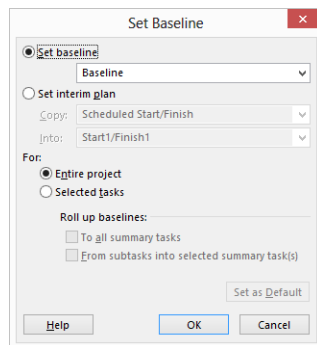 Set Baseline
Set baseline
Baseline
Set interim plan
Copy: Scheduled Start/Finish
Into: Start1/Finish1
For:
Entire project
Selected tasks
Roll up baselines:
To all summary tasks
From subtasks into selected summary task(s)
Set as Default
Help OK Cancel